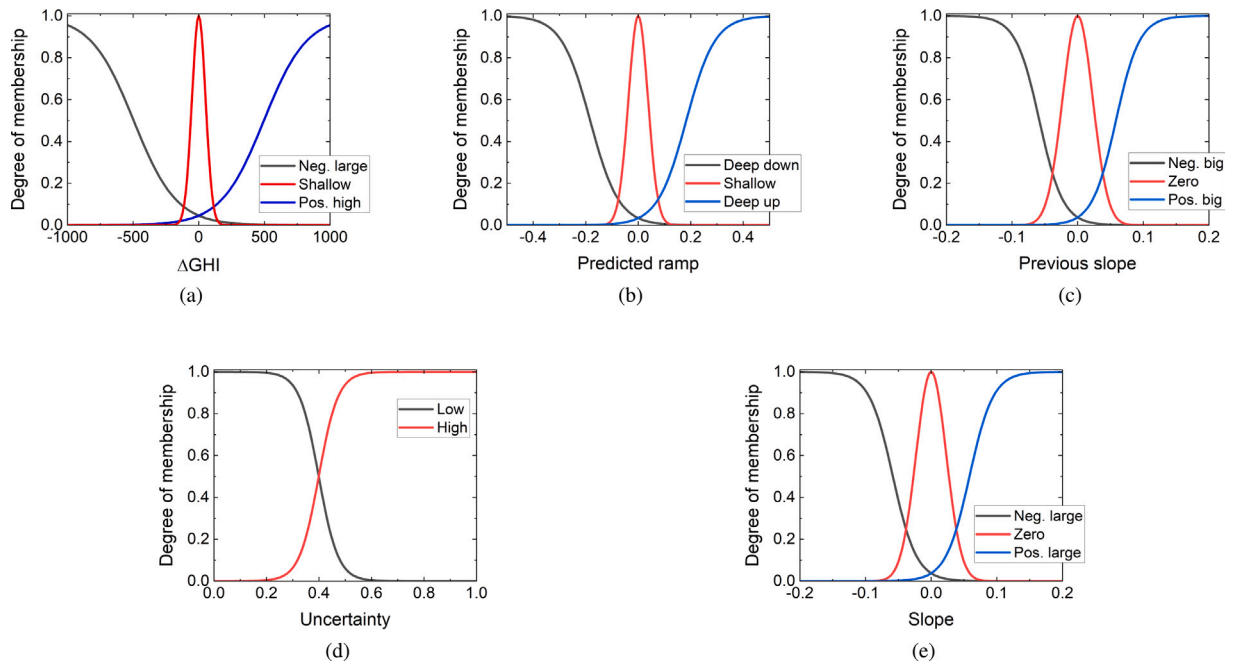 Degree of membership
1.0
0.8
0.6
0.4
0.2
0.0
-1000
-500
0
500
1000
Neg. large
Shallow
Pos. high
ΔGHI
(a)
Degree of membership
1.0
0.8
0.6
0.4
0.2
0.0
-0.4
-0.2
0.0
0.2
0.4
Deep down
Shallow
Deep up
Predicted ramp
(b)
Degree of membership
1.0
0.8
0.6
0.4
0.2
0.0
-0.2
-0.1
0.0
0.1
0.2
Neg. big
Zero
Pos. big
Previous slope
(c)
Degree of membership
1.0
0.8
0.6
0.4
0.2
0.0
0.0
0.2
0.4
0.6
0.8
1.0
Low
High
Uncertainty
(d)
Degree of membership
1.0
0.8
0.6
0.4
0.2
0.0
-0.2
-0.1
0.0
0.1
0.2
Neg. large
Zero
Pos. large
Slope
(e)